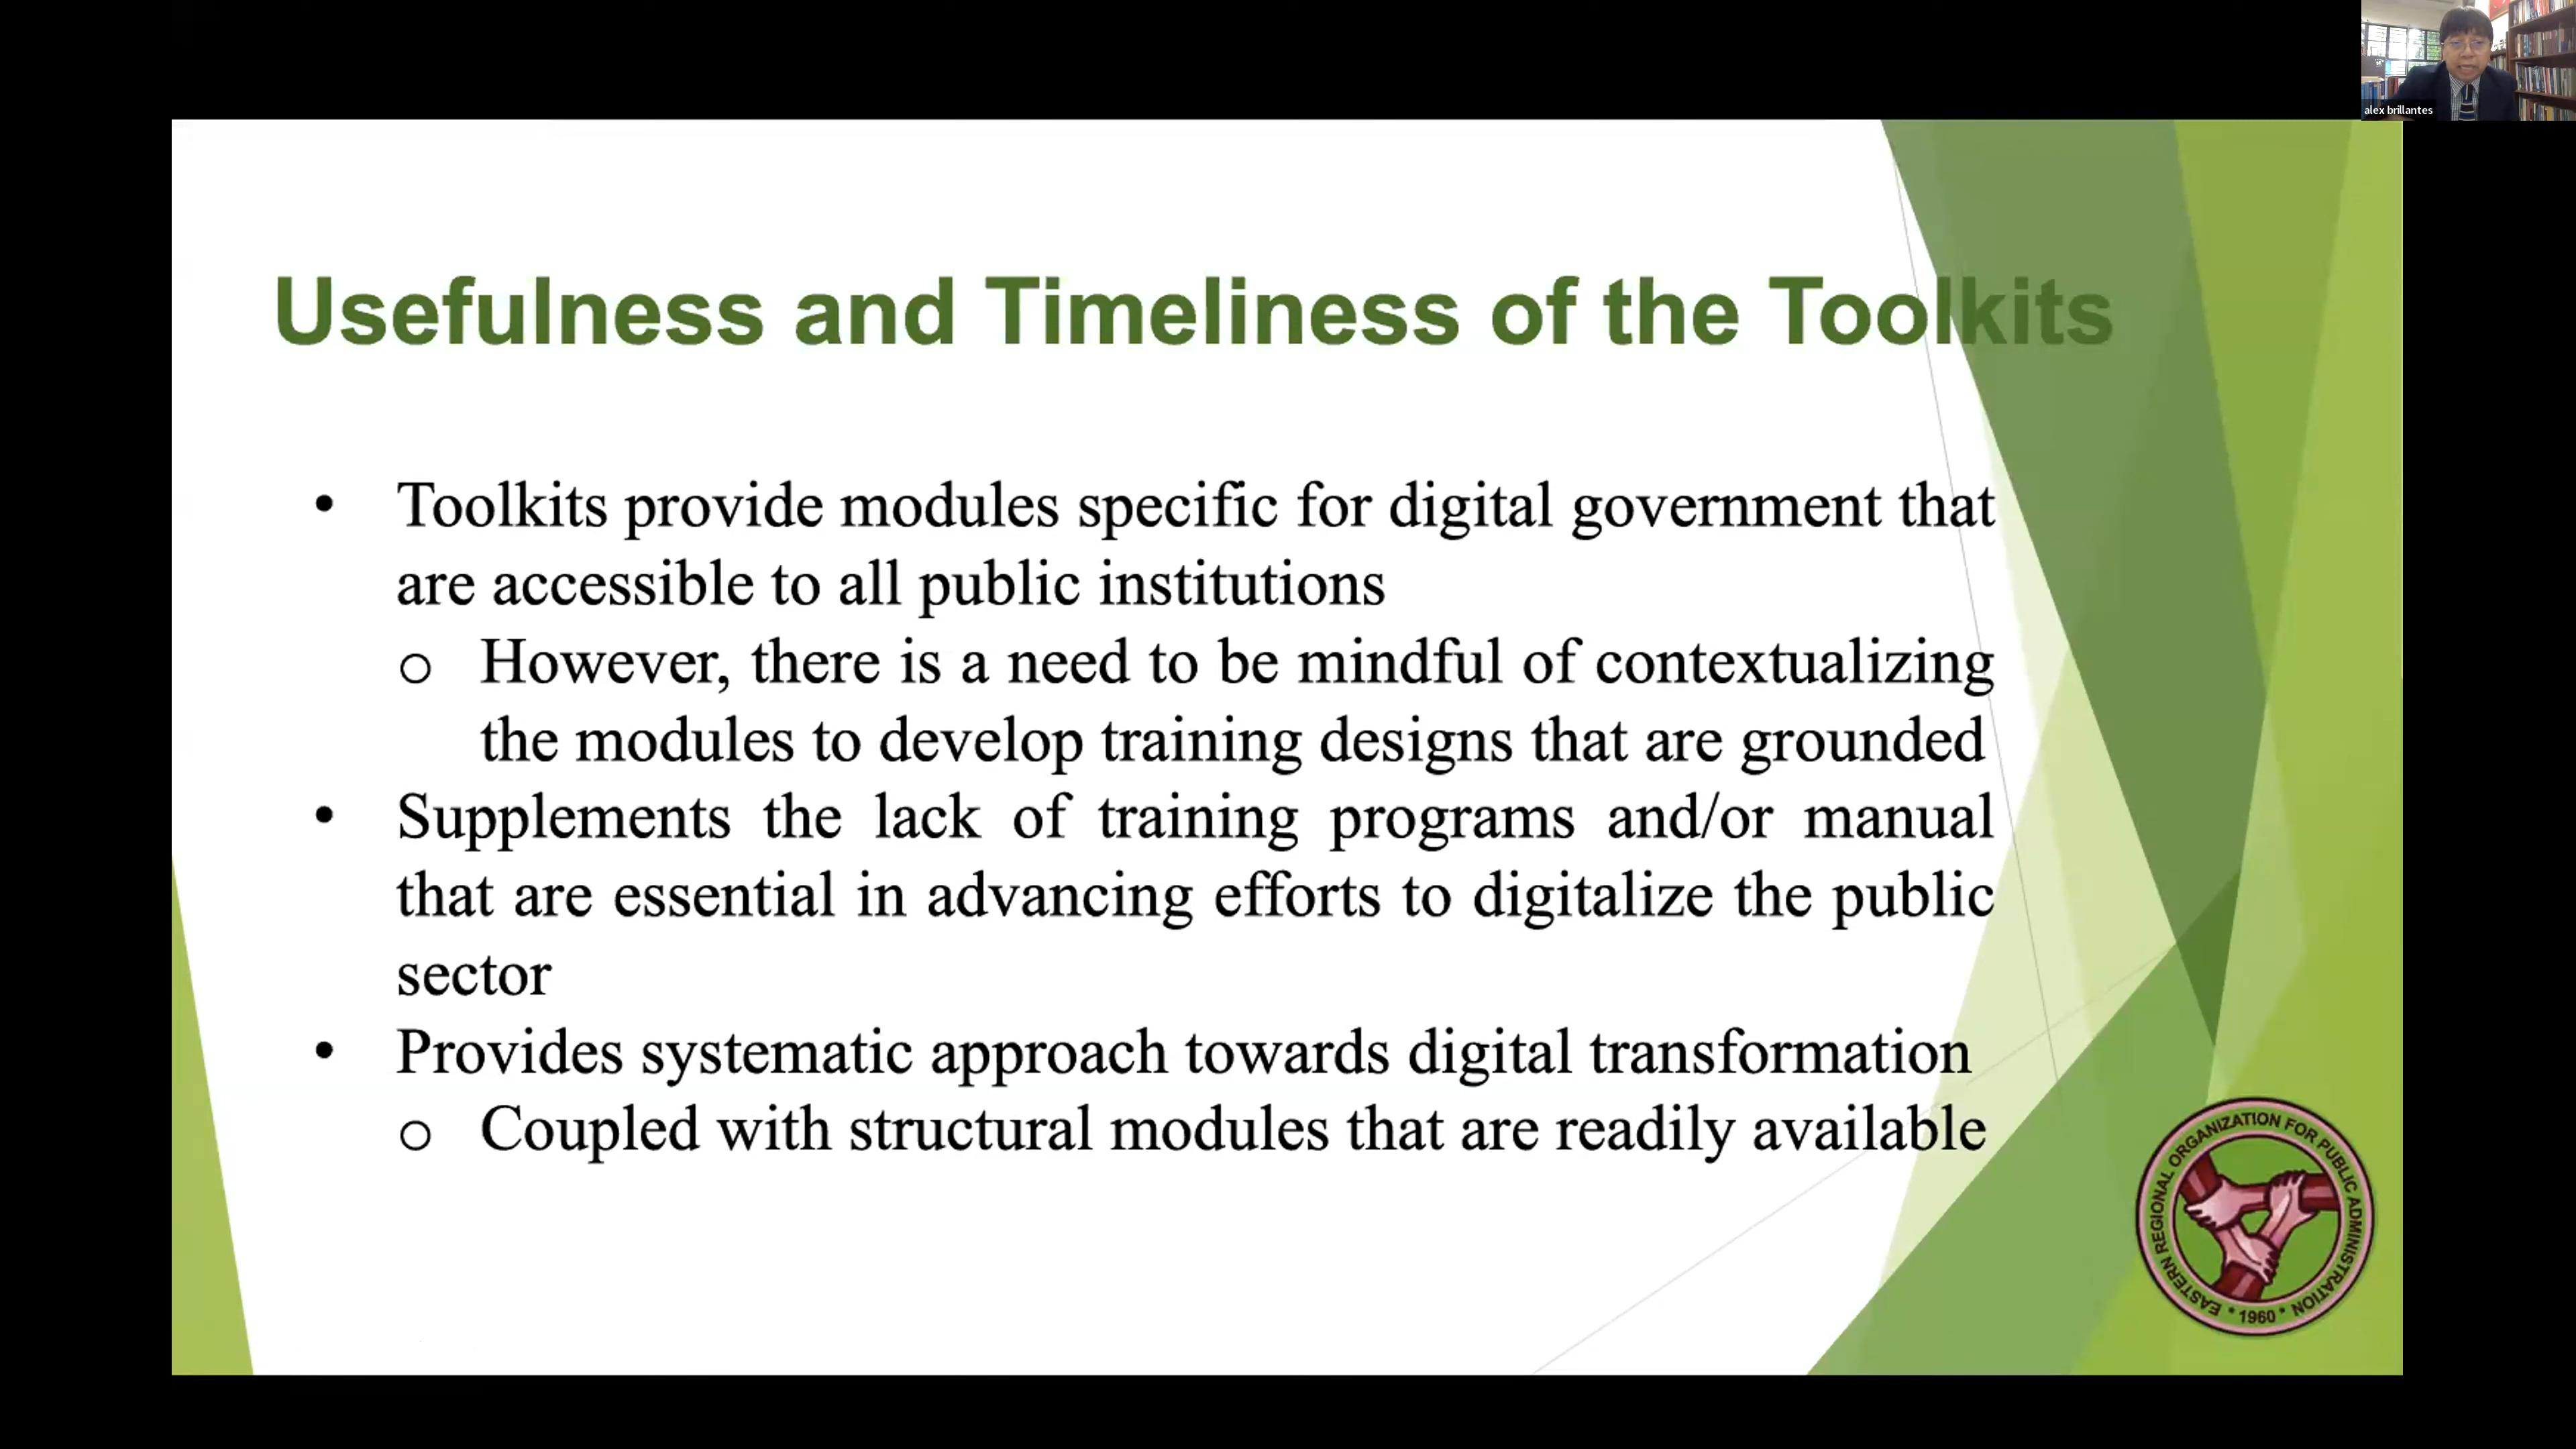 alex brillantes
Usefulness and Timeliness of the Toolkits
• Toolkits provide modules specific for digital government that
are accessible to all public institutions
o However, there is a need to be mindful of contextualizing
the modules to develop training designs that are grounded
• Supplements the lack of training programs and/or manual
that are essential in advancing efforts to digitalize the public
sector
• Provides systematic approach towards digital transformation
o Coupled with structural modules that are readily available
EASTERN REGIONAL ORGANIZATION FOR PUBLIC ADMINISTRATION
* 1960 *